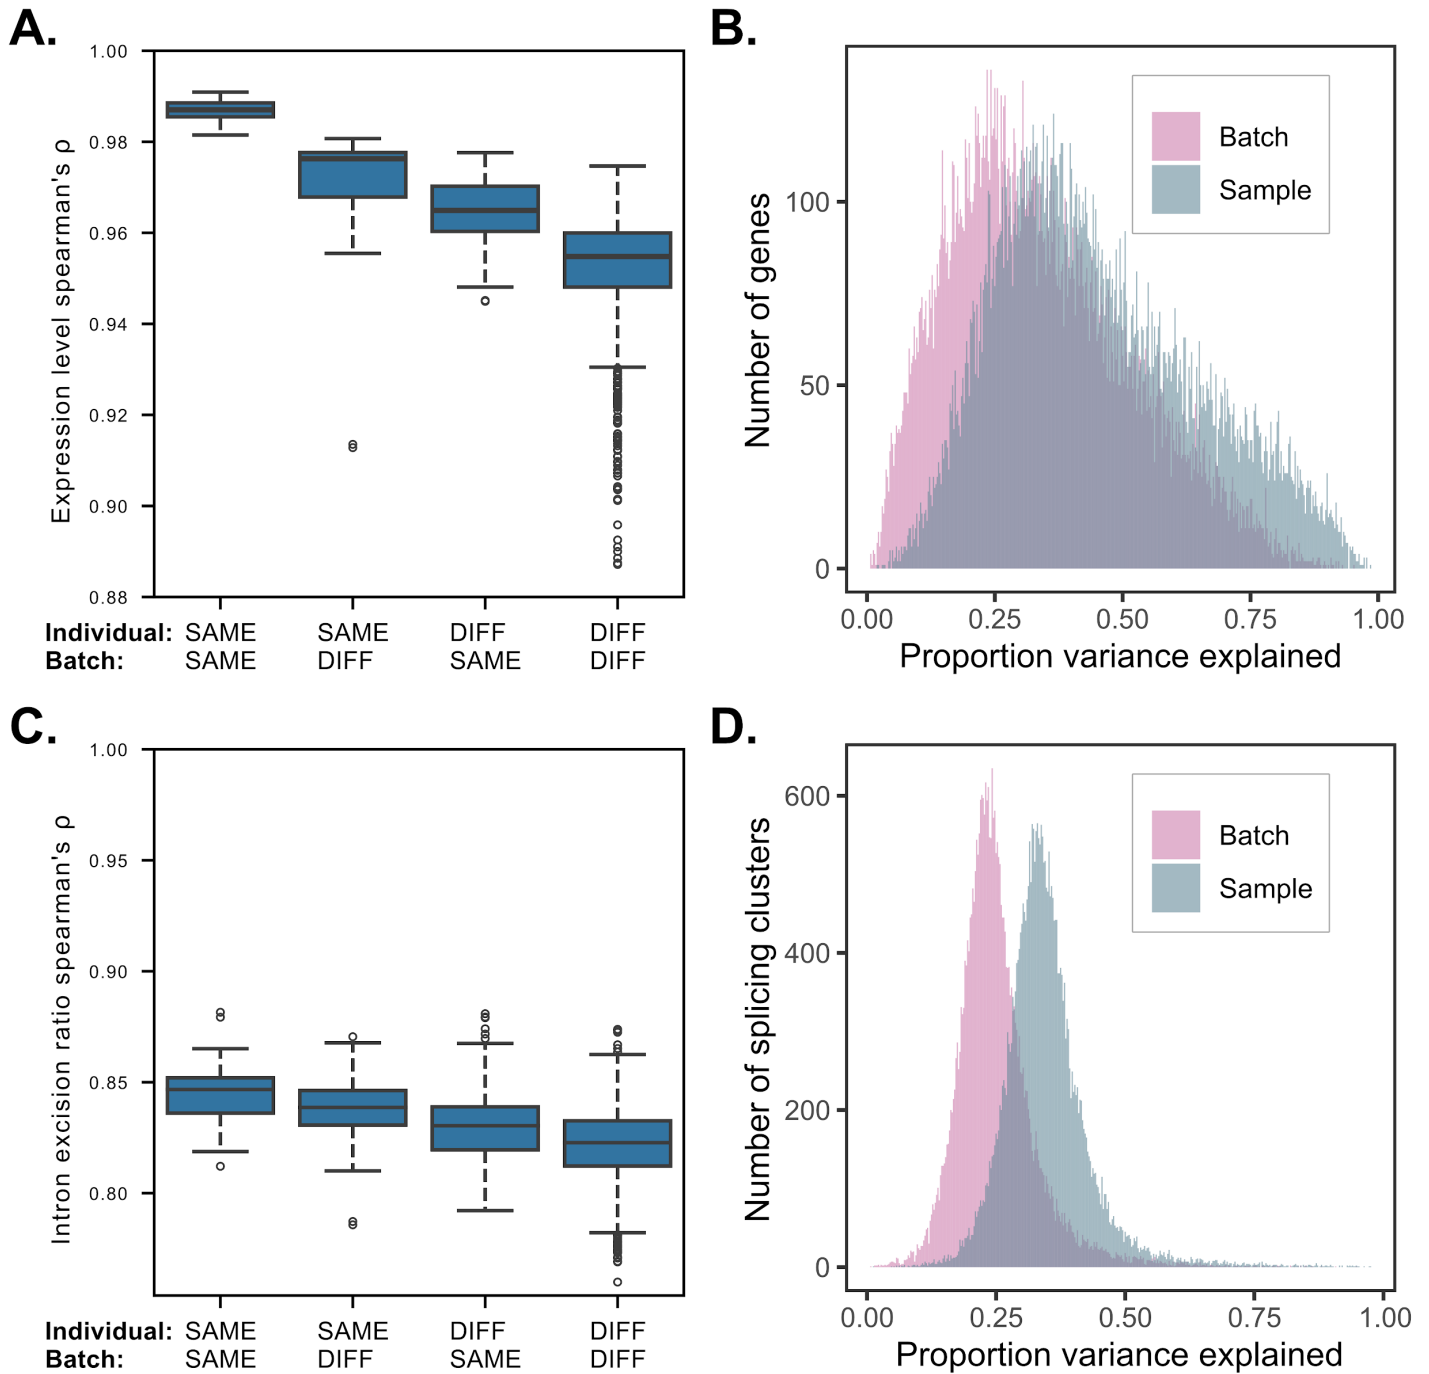 A.
Expression level spearman's ρ
1.00
0.98
0.96
0.94
0.92
0.90
0.88
Individual: SAME SAME DIFF DIFF
Batch: SAME DIFF SAME DIFF
B.
Number of genes
100
50
0
Batch
Sample
0.00 0.25 0.50 0.75 1.00
Proportion variance explained
C.
Intron excision ratio spearman's ρ
1.00
0.95
0.90
0.85
0.80
Individual: SAME SAME DIFF DIFF
Batch: SAME DIFF SAME DIFF
D.
Number of splicing clusters
600
400
200
0
Batch
Sample
0.00 0.25 0.50 0.75 1.00
Proportion variance explained